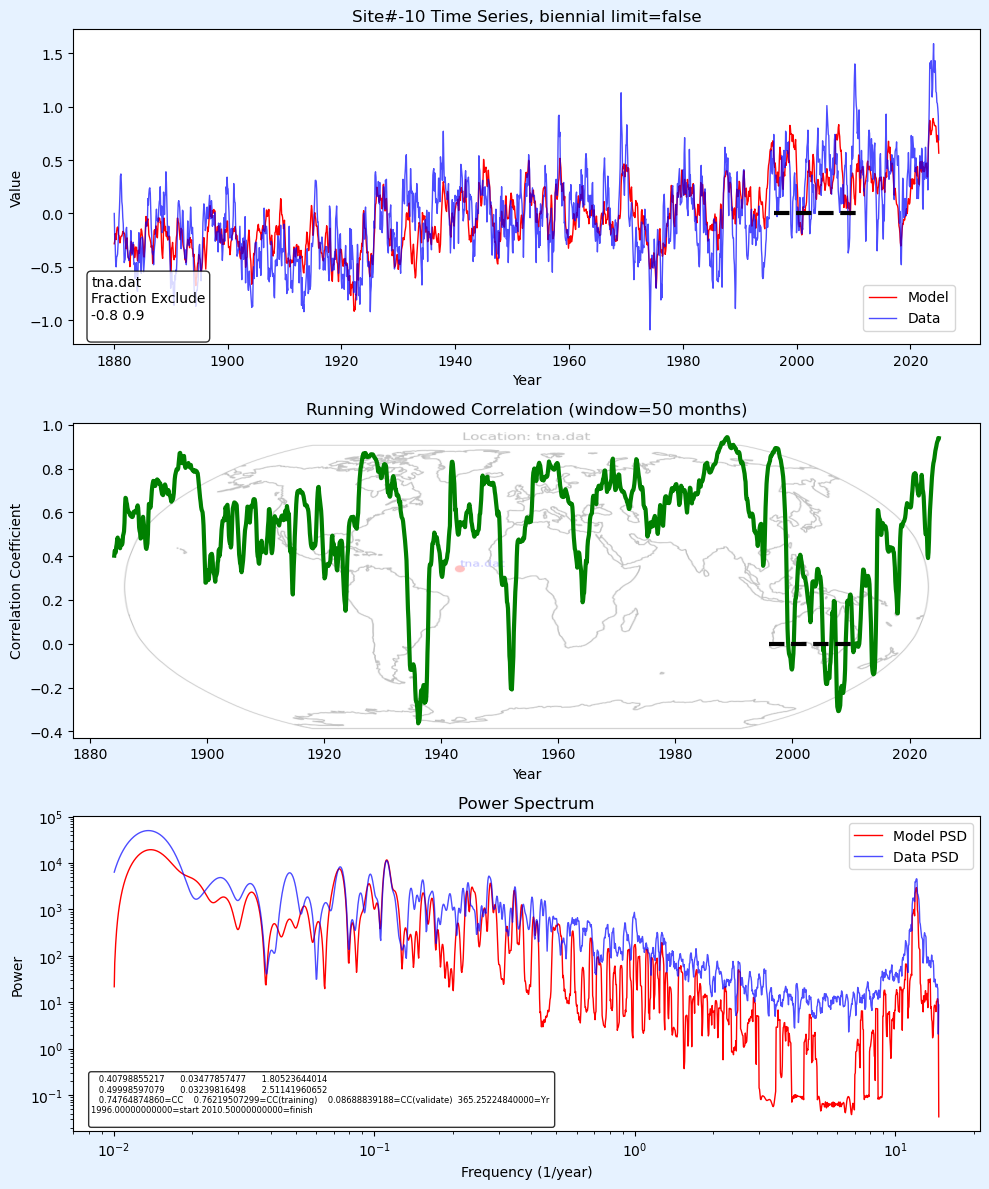 Site#-10 Time Series, biennial limit=false
Value
1.5
1.0
0.5
0.0
−0.5
−1.0
tna.dat
Fraction Exclude
-0.8 0.9
Model
Data
1880 1900 1920 1940 1960 1980 2000 2020
Year
Running Windowed Correlation (window=50 months)
Location: tna.dat
Correlation Coefficient
1.0
0.8
0.6
0.4
0.2
0.0
−0.2
−0.4
tna.da
1880 1900 1920 1940 1960 1980 2000 2020
Year
Power Spectrum
Power
10^5
10^4
10^3
10^2
10^1
10^0
10^−1
Model PSD
Data PSD
0.40798855217 0.03477857477 1.80523644014
0.49998597079 0.03239816498 2.51141960652
0.74764874860=CC 0.76219507299=CC(training) 0.08688839188=CC(validate) 365.25224840000=Yr
1996.00000000000=start 2010.50000000000=finish
10^−2 10^−1 10^0 10^1
Frequency (1/year)